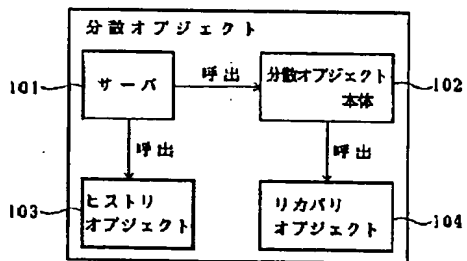 分散オブジェクト
101
サーバ
呼出
分散オブジェクト
本体
102
呼出
呼出
103
ヒストリ
オブジェクト
リカバリ
オブジェクト
104